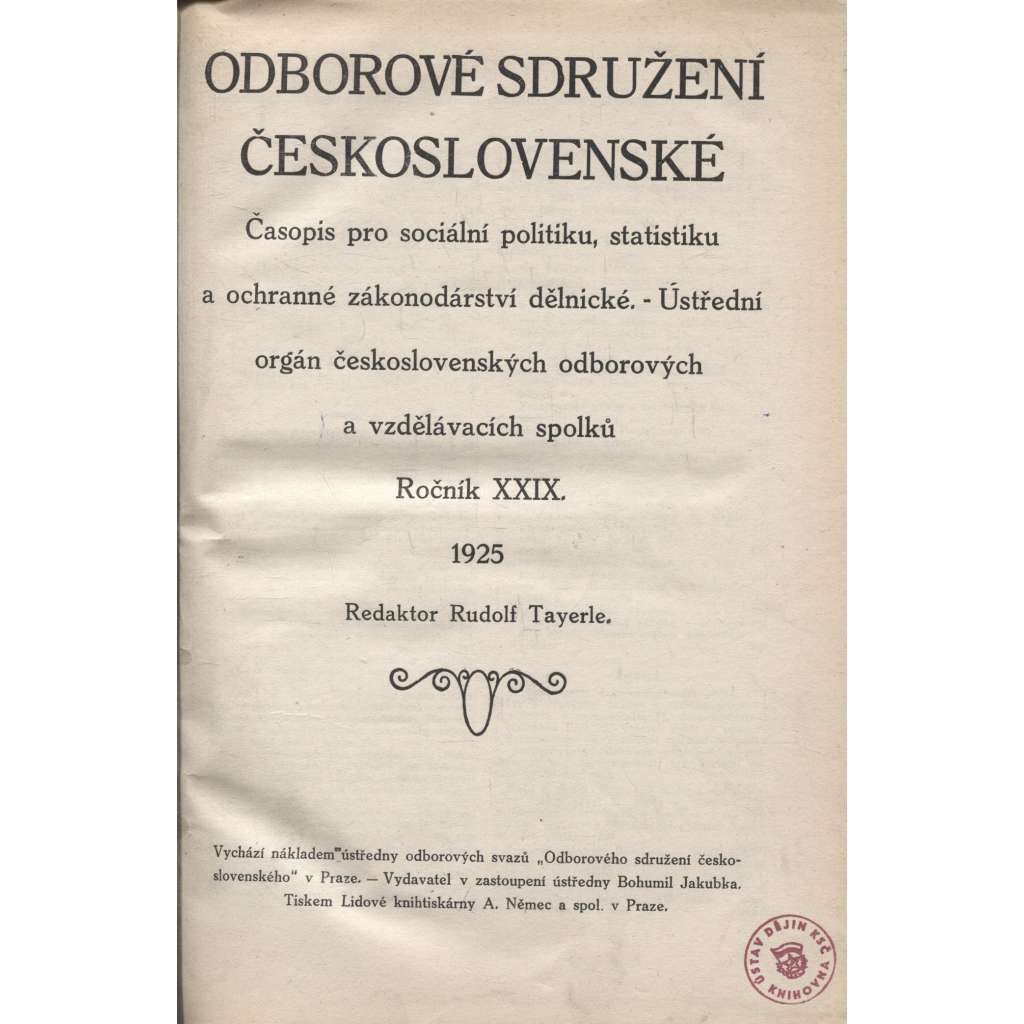 ODBOROVÉ SDRUŽENÍ
ČESKOSLOVENSKÉ
Časopis pro sociální politiku, statistiku
a ochranné zákonodárství dělnické. - Ústřední
orgán československých odborových
a vzdělávacích spolků
Ročník XXIX.
1925
Redaktor Rudolf Tayerle.
Vychází nákladem ústředny odborových svazů „Odborového sdružení česko-
slovenského“ v Praze. — Vydavatel v zastoupení ústředny Bohumil Jakubka.
Tiskem Lidové knihtiskárny A. Němec a spol. v Praze.
ÚSTAV DĚJIN KSČ
KNIHOVNA